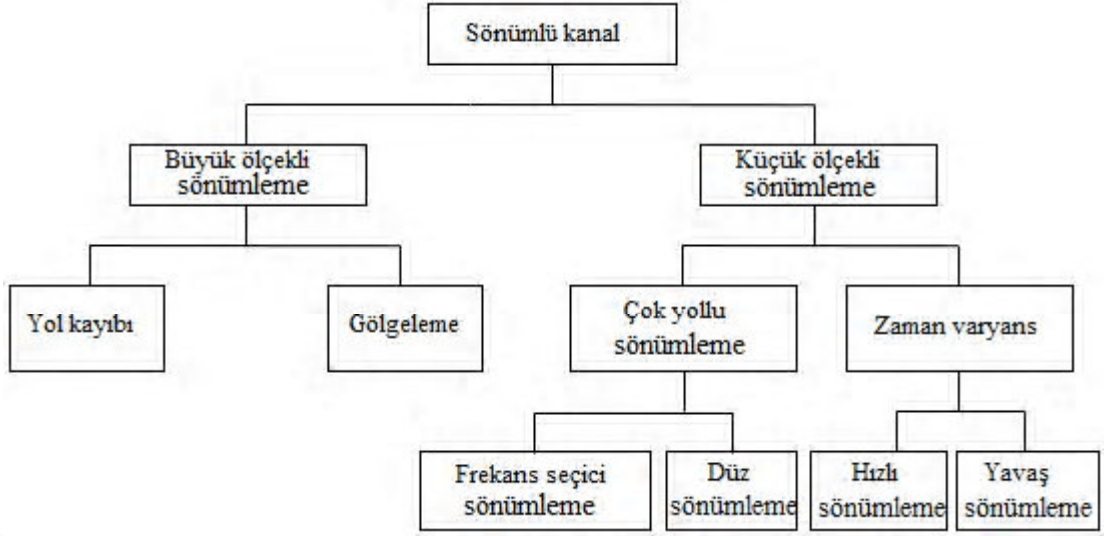 Sönümlü kanal
Büyük ölçekli
sönümleme
Küçük ölçekli
sönümleme
Yol kayıbı
Gölgeleme
Çok yollu
sönümleme
Zaman varyans
Frekans seçici
sönümleme
Düz
sönümleme
Hızlı
sönümleme
Yavaş
sönümleme